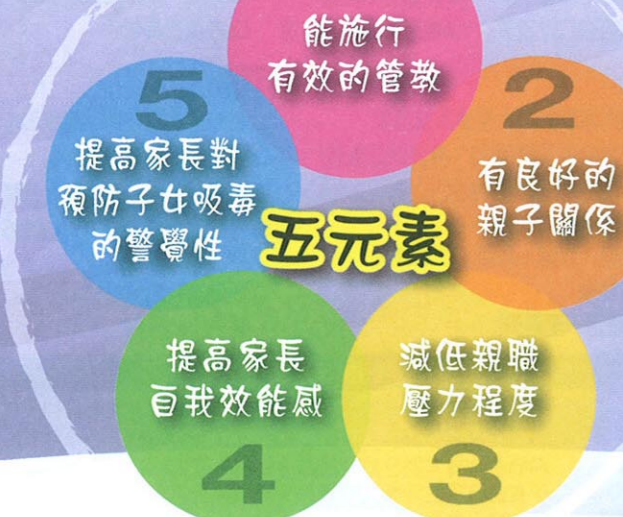 能施行
有效的管教
2
有良好的
親子關係
減低親職
壓力程度
3
提高家長
自我效能感
4
5
提高家長對
預防子女吸毒
的警覺性
五元素